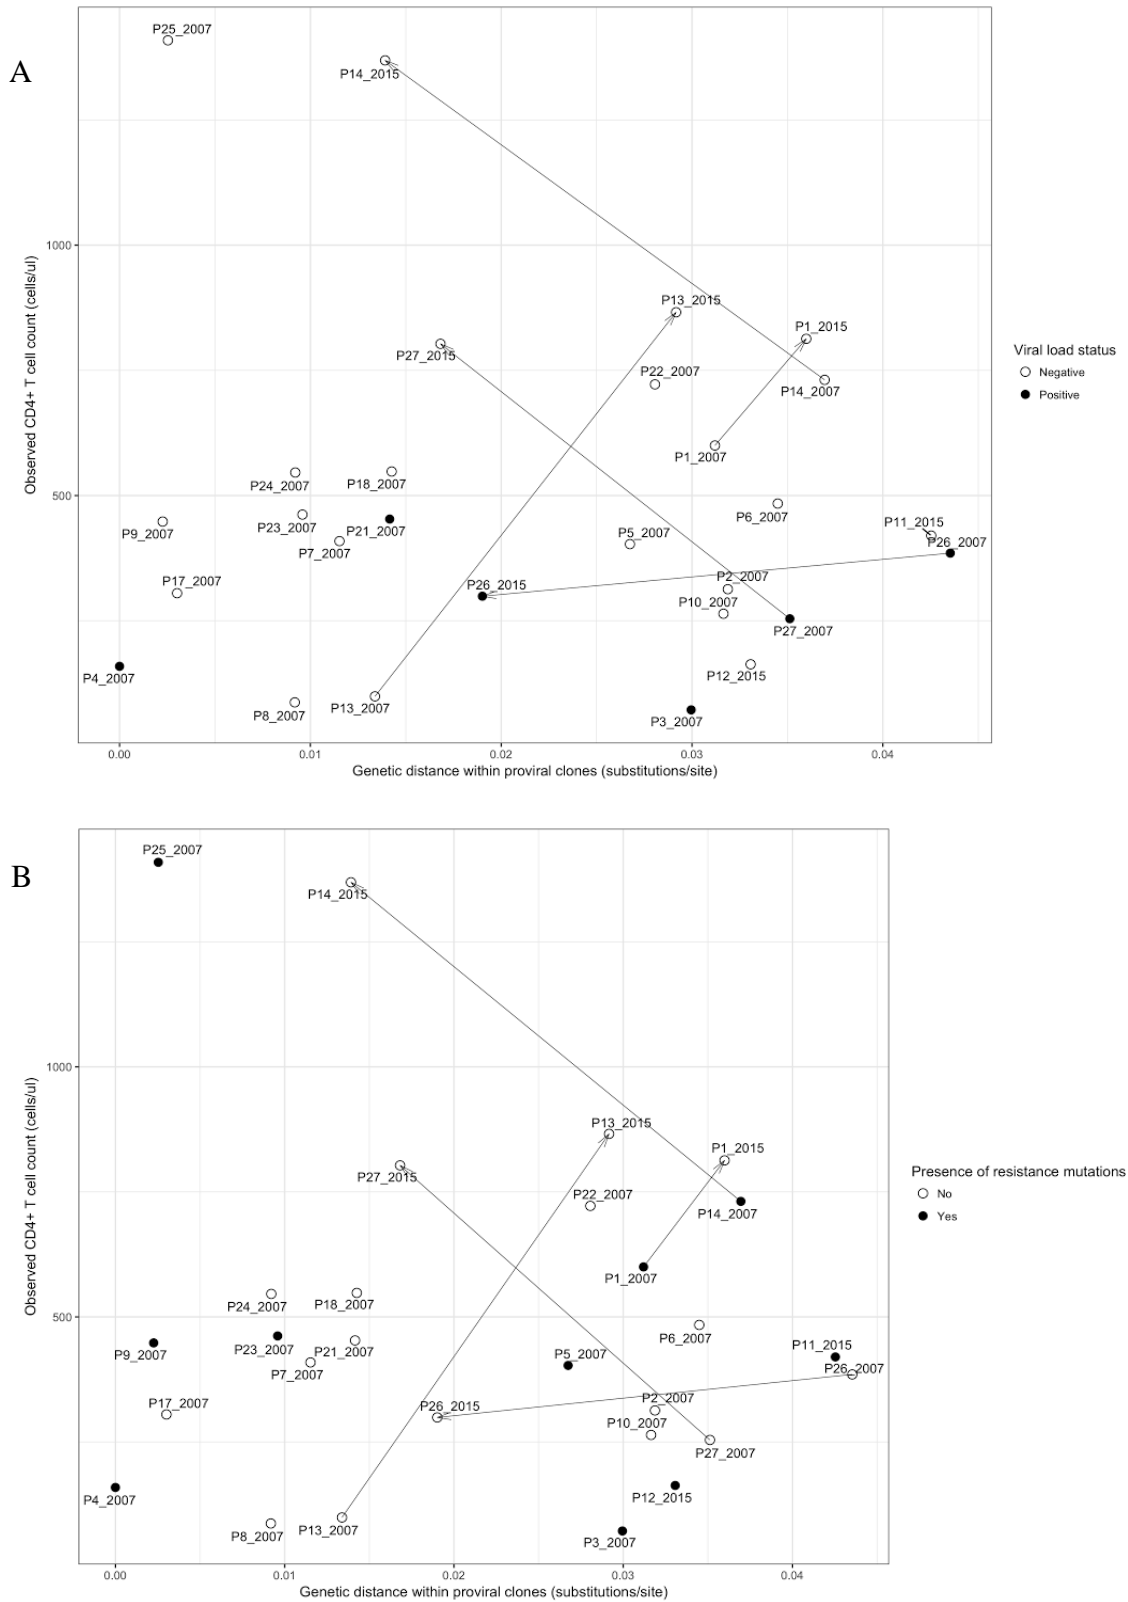 A
P25_2007
P14_2015
1000
P13_2015
P1_2015
P27_2015
P22_2007
P14_2007
P1_2007
Observed CD4+ T cell count (cells/ul)
Viral load status
Negative
Positive
500
P24_2007
P18_2007
P9_2007
P23_2007
P21_2007
P7_2007
P5_2007
P6_2007
P11_2015
P26_2007
P17_2007
P26_2015
P2_2007
P10_2007
P27_2007
P4_2007
P12_2015
P8_2007
P13_2007
P3_2007
0.00
0.01
0.02
0.03
0.04
Genetic distance within proviral clones (substitutions/site)
B
P25_2007
P14_2015
1000
P13_2015
P1_2015
P27_2015
P22_2007
P14_2007
P1_2007
Observed CD4+ T cell count (cells/ul)
Presence of resistance mutations
No
Yes
500
P24_2007
P18_2007
P9_2007
P23_2007
P21_2007
P7_2007
P5_2007
P6_2007
P11_2015
P26_2007
P17_2007
P26_2015
P2_2007
P10_2007
P27_2007
P4_2007
P12_2015
P8_2007
P13_2007
P3_2007
0.00
0.01
0.02
0.03
0.04
Genetic distance within proviral clones (substitutions/site)